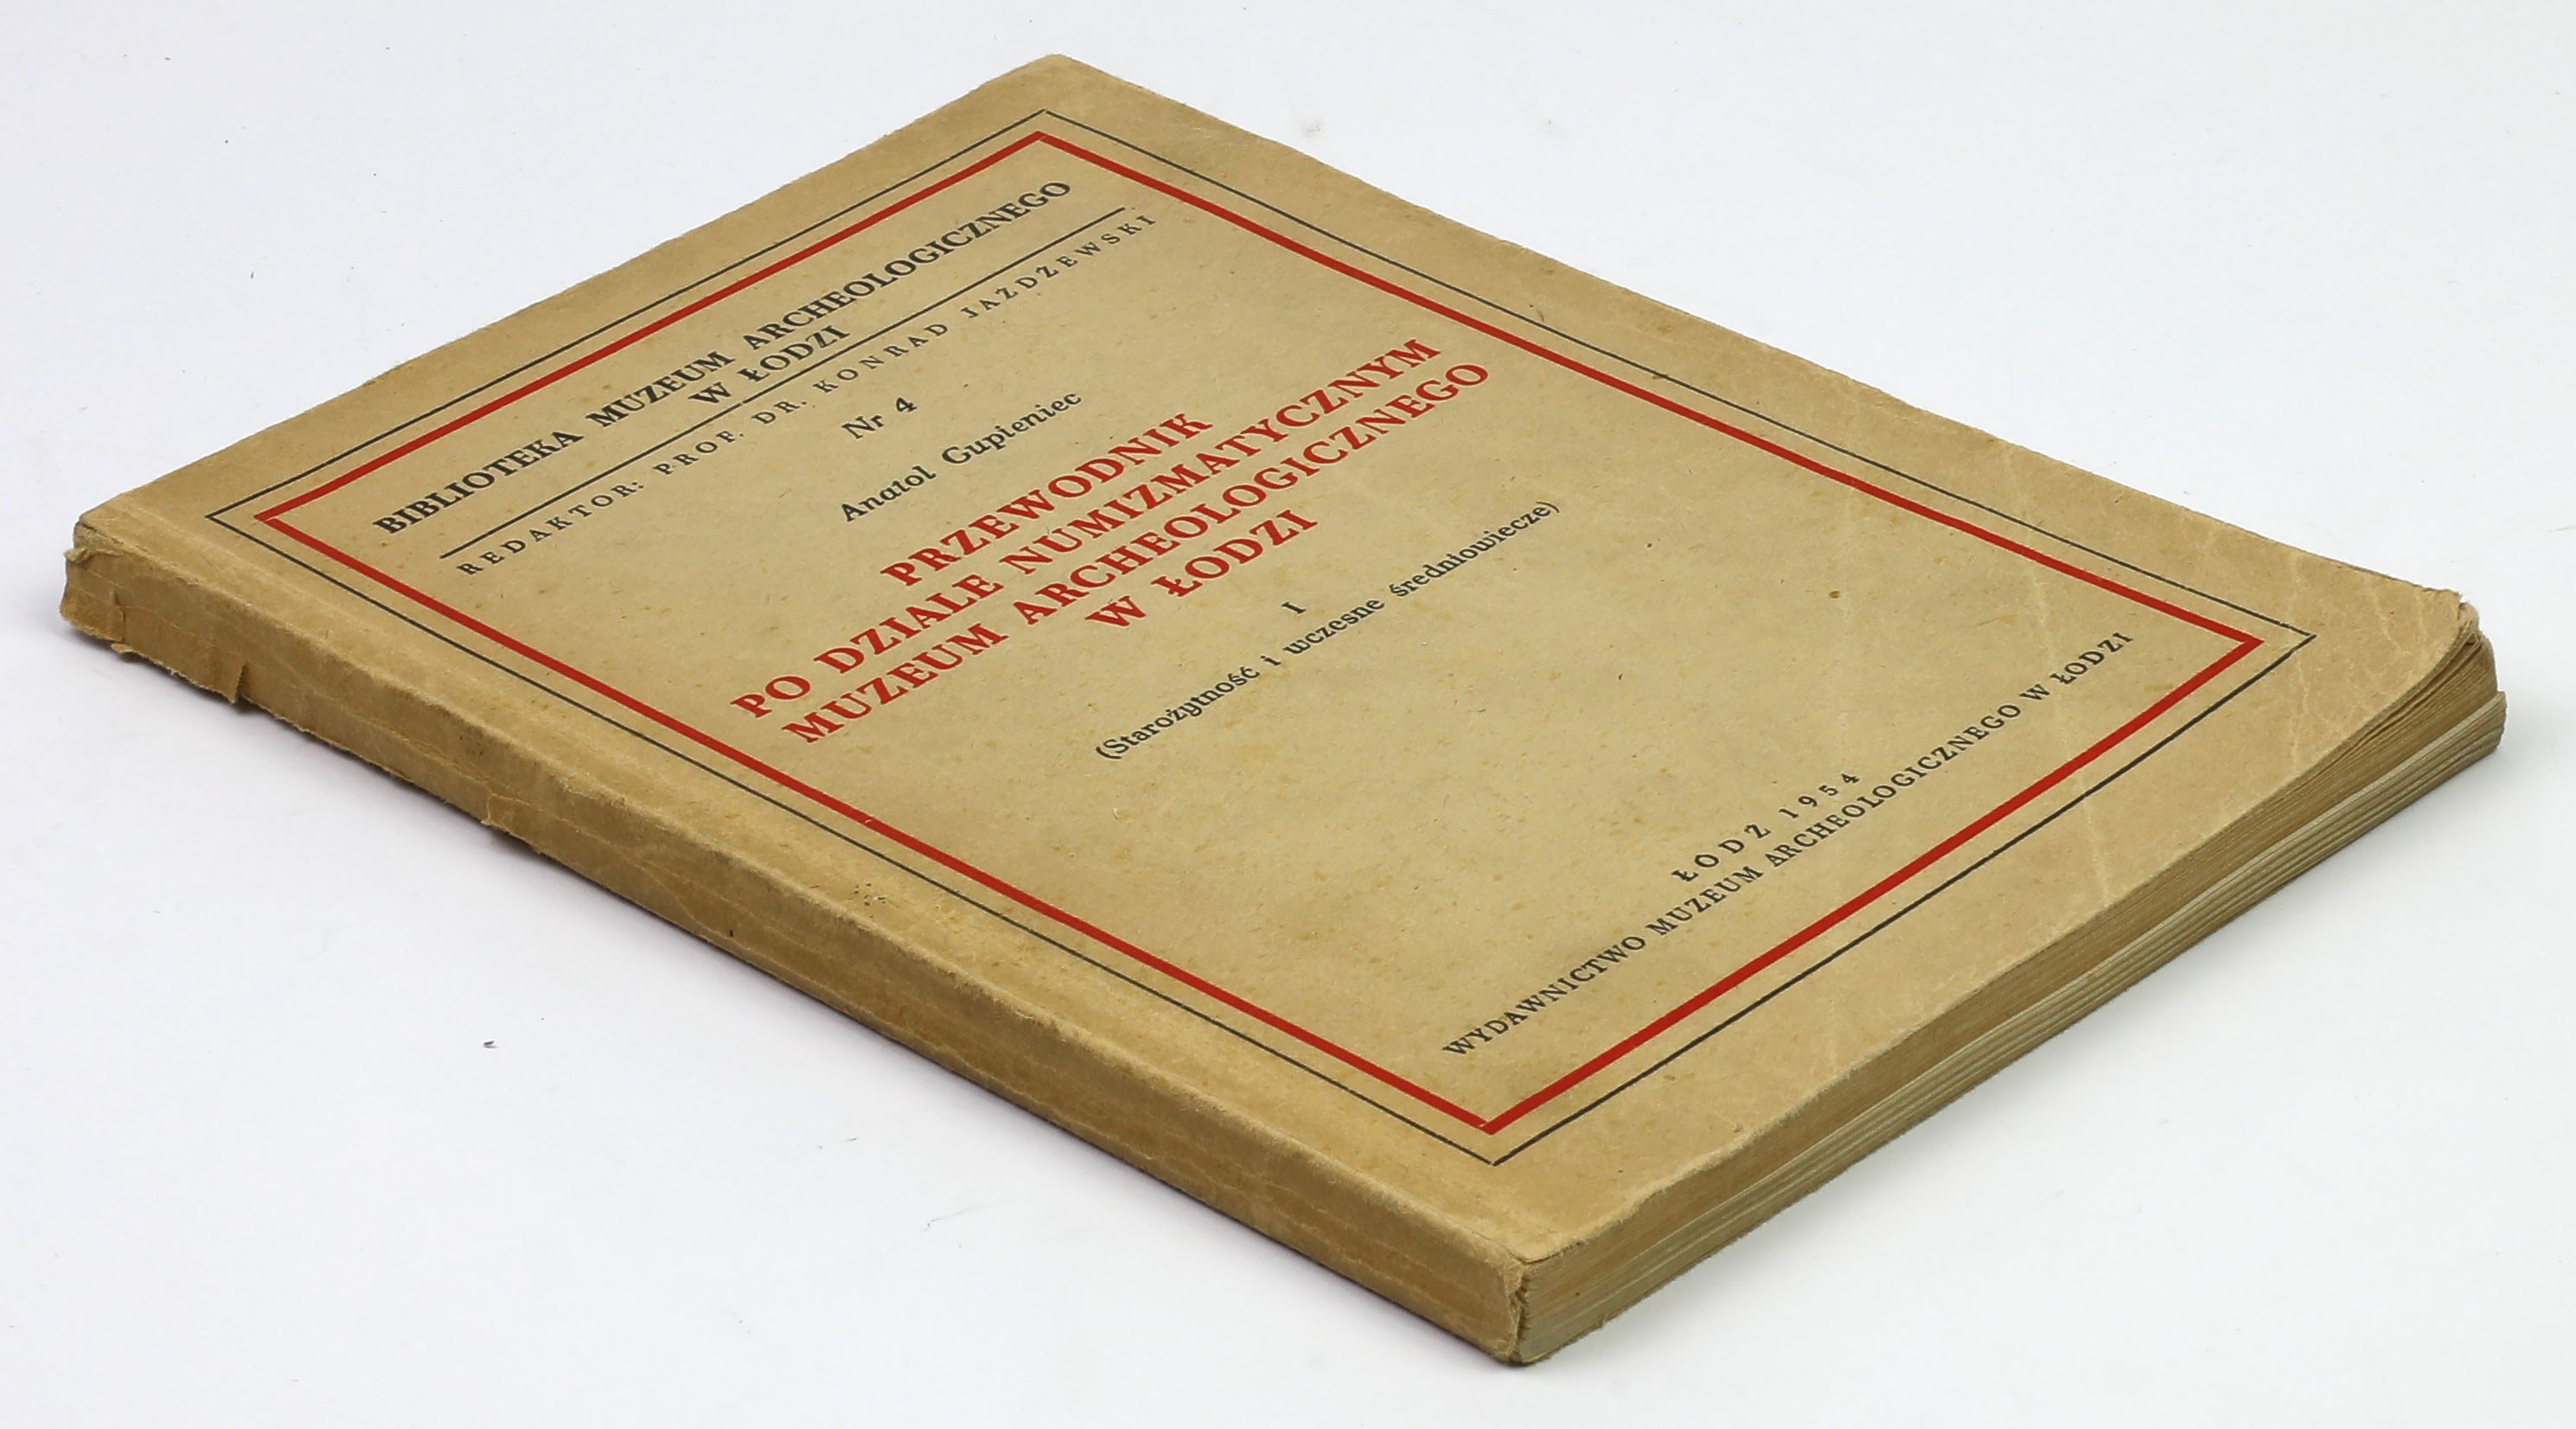 BIBLIOTEKA MUZEUM ARCHEOLOGICZNEGO
W ŁODZI
REDAKTOR: PROF. DR. KONRAD JAŻDŻEWSKI
Nr 4
Anatol Gupieniec
PRZEWODNIK
PO DZIALE NUMIZMATYCZNYM
MUZEUM ARCHEOLOGICZNEGO
W ŁODZI
I
(Starożytność i wczesne średniowiecze)
ŁÓDŹ 1954
WYDAWNICTWO MUZEUM ARCHEOLOGICZNEGO W ŁODZI